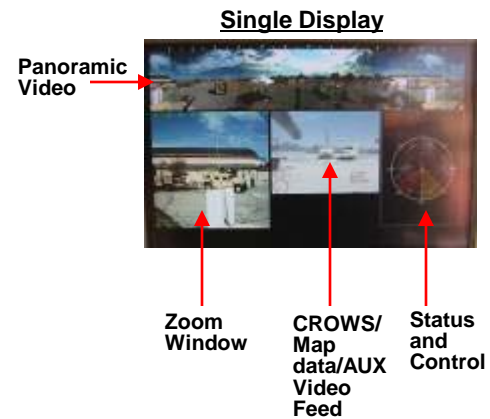 Single Display
Panoramic
Video
Zoom
Window
CROWS/
Map
data/AUX
Video
Feed
Status
and
Control